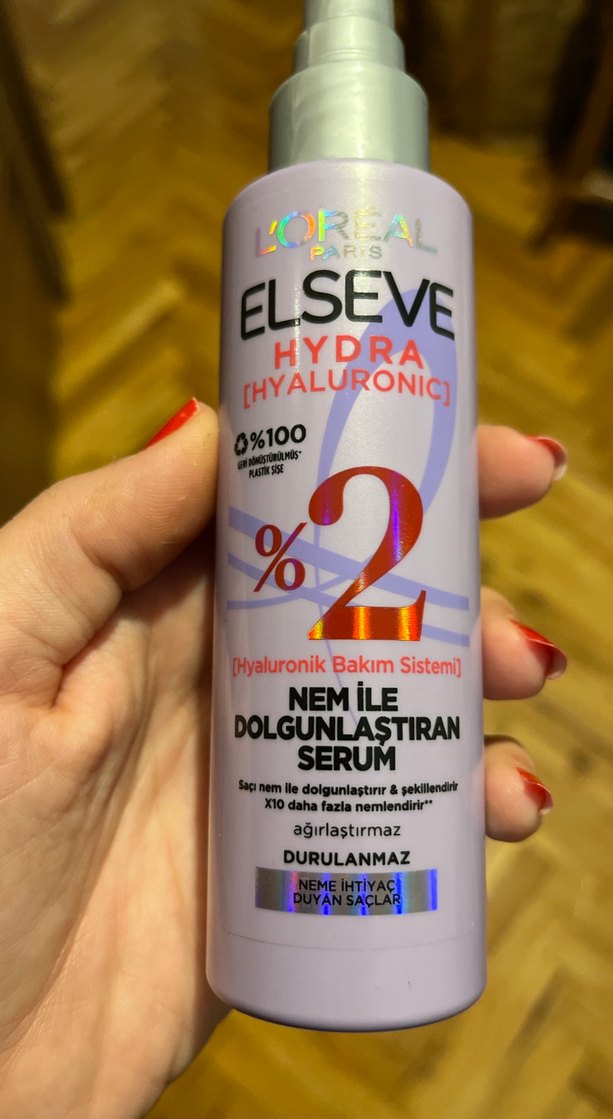 L'ORÉAL
PARIS
ELSEVE
HYDRA
[HYALURONIC]
%100
GERİ DÖNÜŞTÜRÜLMÜŞ*
PLASTİK ŞİŞE
%2
[Hyaluronik Bakım Sistemi]
NEM İLE
DOLGUNLAŞTIRAN
SERUM
Saçı nem ile dolgunlaştırır & şekillendirir
X10 daha fazla nemlendirir**
ağırlaştırmaz
DURULANMAZ
NEME İHTİYAÇ
DUYAN SAÇLAR